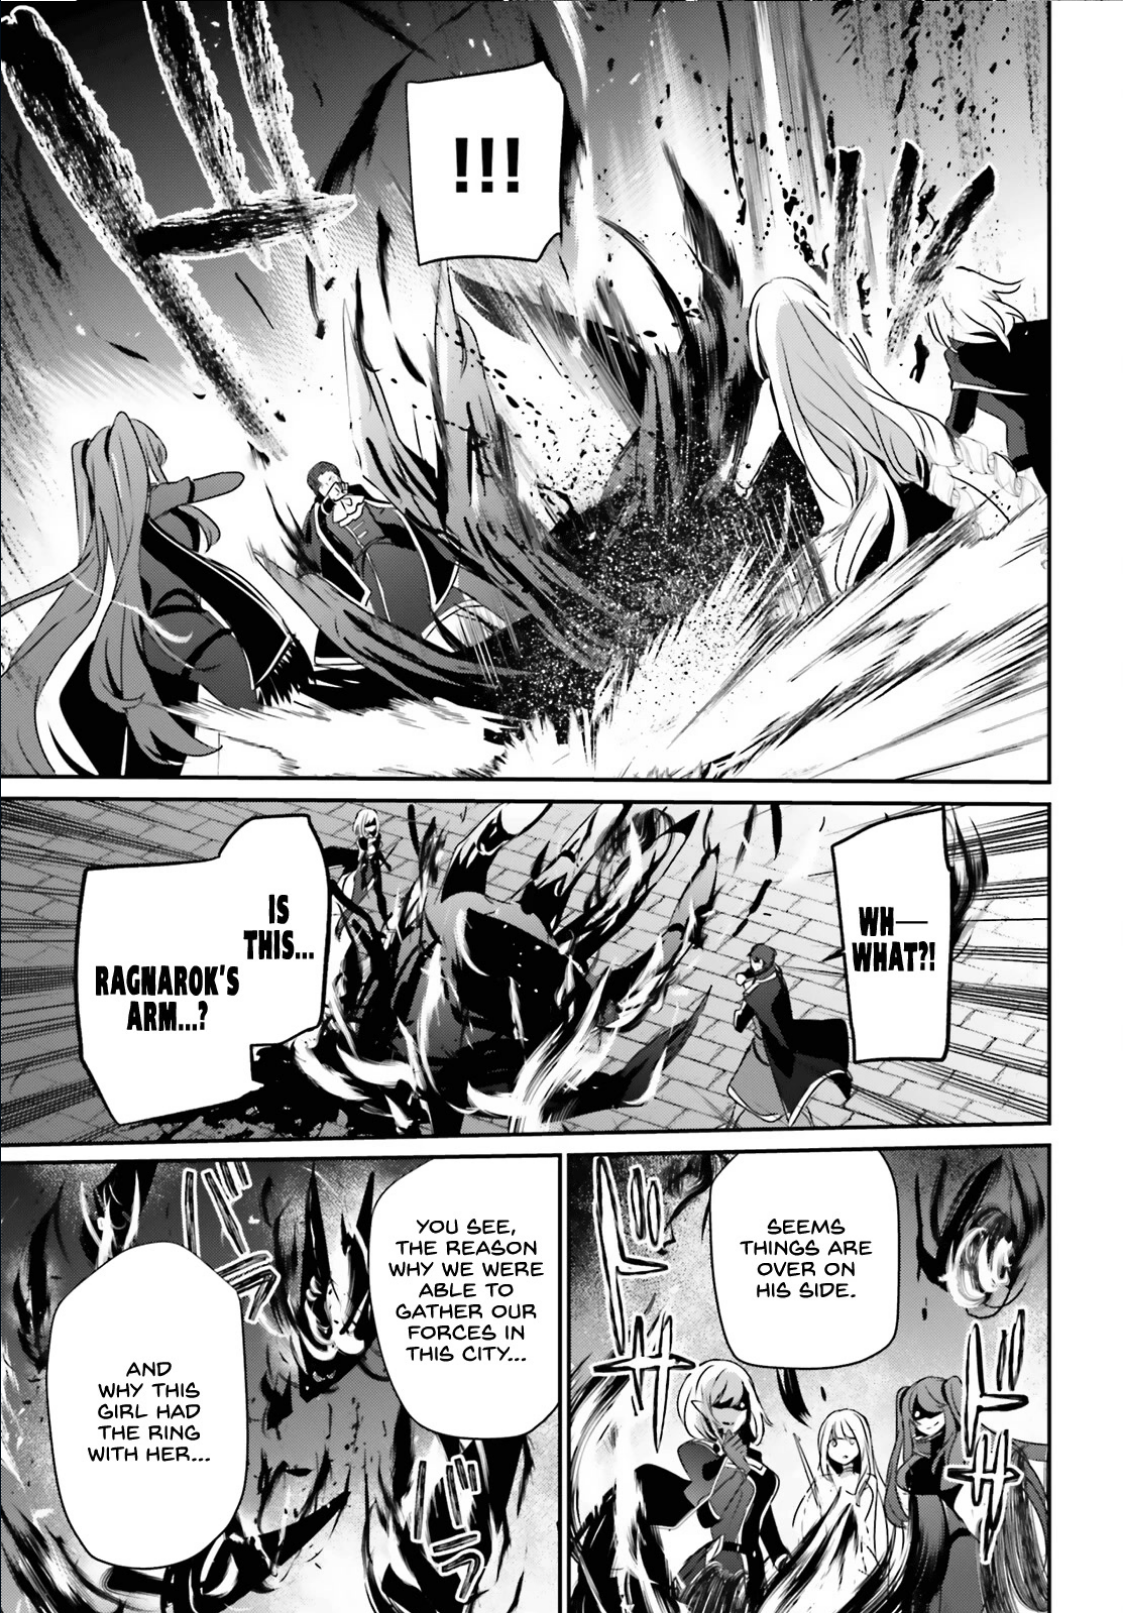 !!!
WH—
WHAT?!
IS
THIS...
RAGNAROK'S
ARM...?
SEEMS
THINGS ARE
OVER ON
HIS SIDE.
YOU SEE,
THE REASON
WHY WE WERE
ABLE TO
GATHER OUR
FORCES IN
THIS CITY...
AND
WHY THIS
GIRL HAD
THE RING
WITH HER...